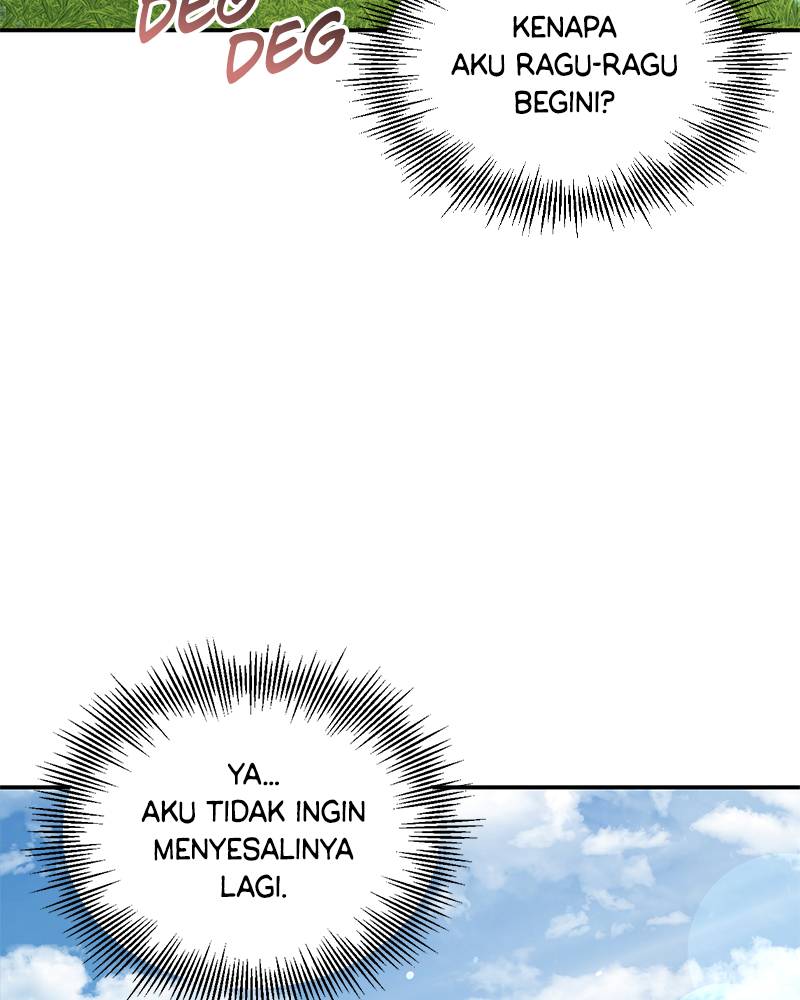 DEG
DEG
KENAPA
AKU RAGU-RAGU
BEGINI?
YA...
AKU TIDAK INGIN
MENYESALINYA
LAGI.